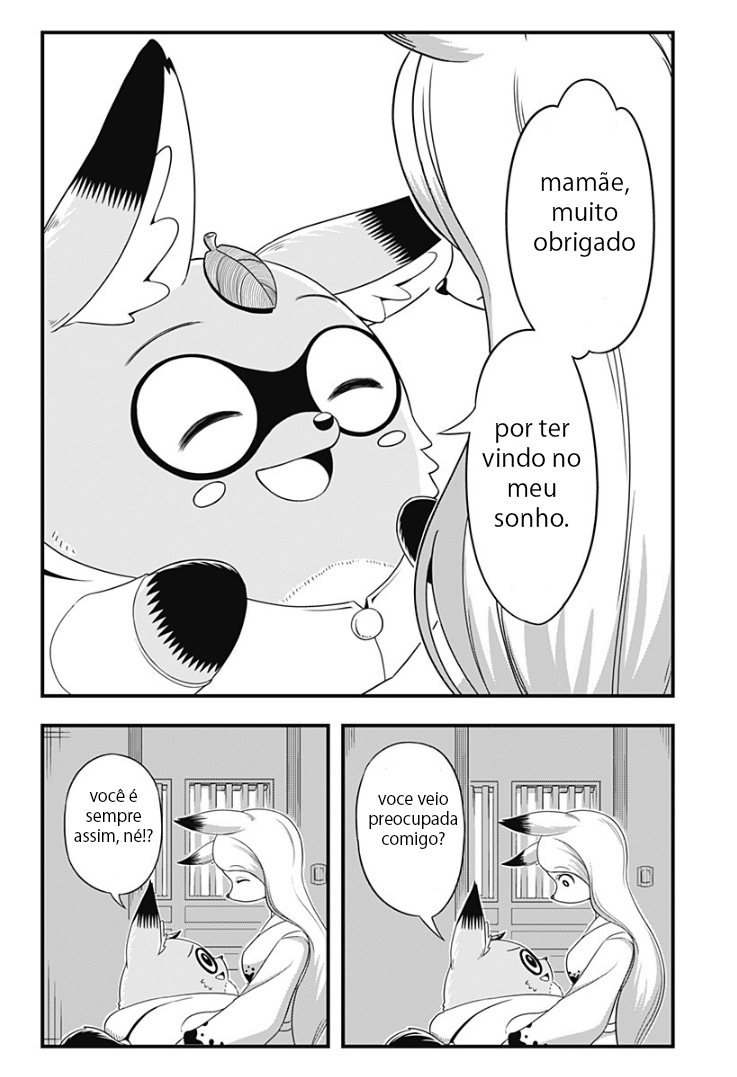 mamãe,
muito
obrigado
por ter
vindo no
meu
sonho.
voce veio
preocupada
comigo?
você é
sempre
assim, né!?